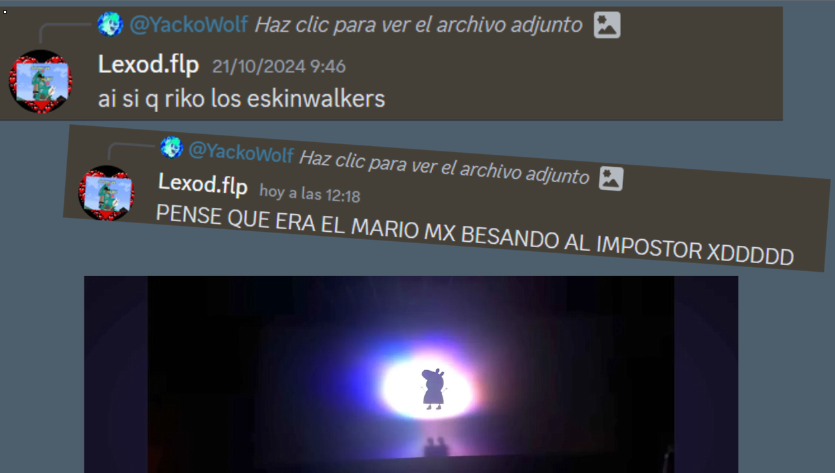 @YackoWolf Haz clic para ver el archivo adjunto
Lexod.flp 21/10/2024 9:46
ai si q riko los eskinwalkers
@YackoWolf Haz clic para ver el archivo adjunto
Lexod.flp hoy a las 12:18
PENSE QUE ERA EL MARIO MX BESANDO AL IMPOSTOR XDDDDD